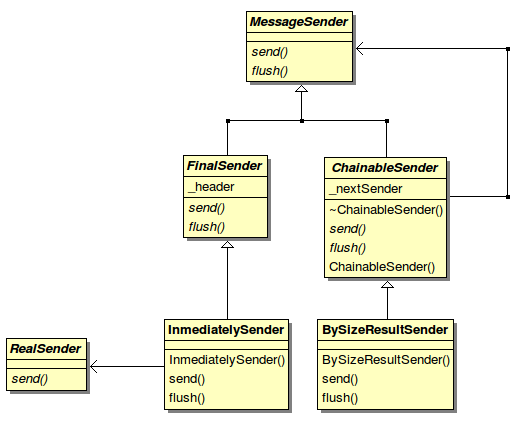 MessageSender
send()
flush()
FinalSender
_header
send()
flush()
ChainableSender
_nextSender
~ChainableSender()
send()
flush()
ChainableSender()
RealSender
send()
InmediatelySender
InmediatelySender()
send()
flush()
BySizeResultSender
BySizeResultSender()
send()
flush()